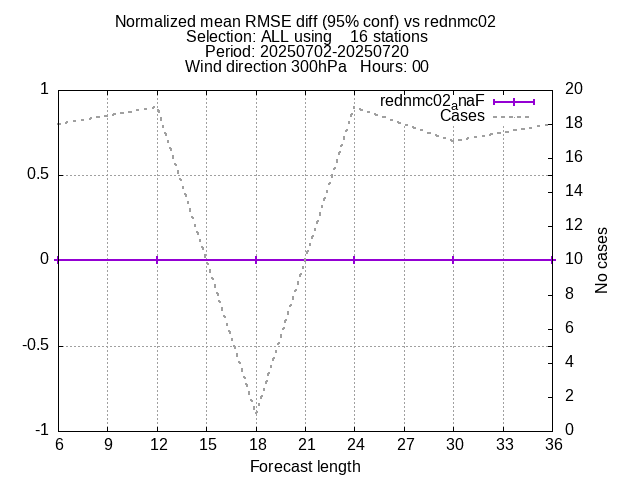 Normalized mean RMSE diff (95% conf) vs rednmc02
Selection: ALL using    16 stations
Period: 20250702-20250720
Wind direction 300hPa   Hours: 00
rednmc02_anaF
Cases
1
0.5
0
-0.5
-1
20
18
16
14
12
10
8
6
4
2
0
No cases
6 9 12 15 18 21 24 27 30 33 36
Forecast length